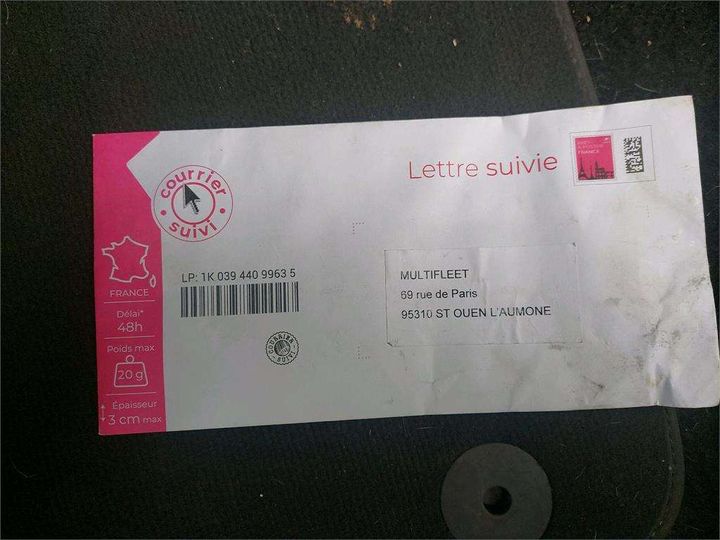 Lettre suivie
FRANCE
courrier
suivi
LP: 1K 039 440 9963 5
MULTIFLEET
69 rue de Paris
95310 ST OUEN L'AUMONE
FRANCE
Délai*
48h
Poids max
20 g
Épaisseur
3 cm max